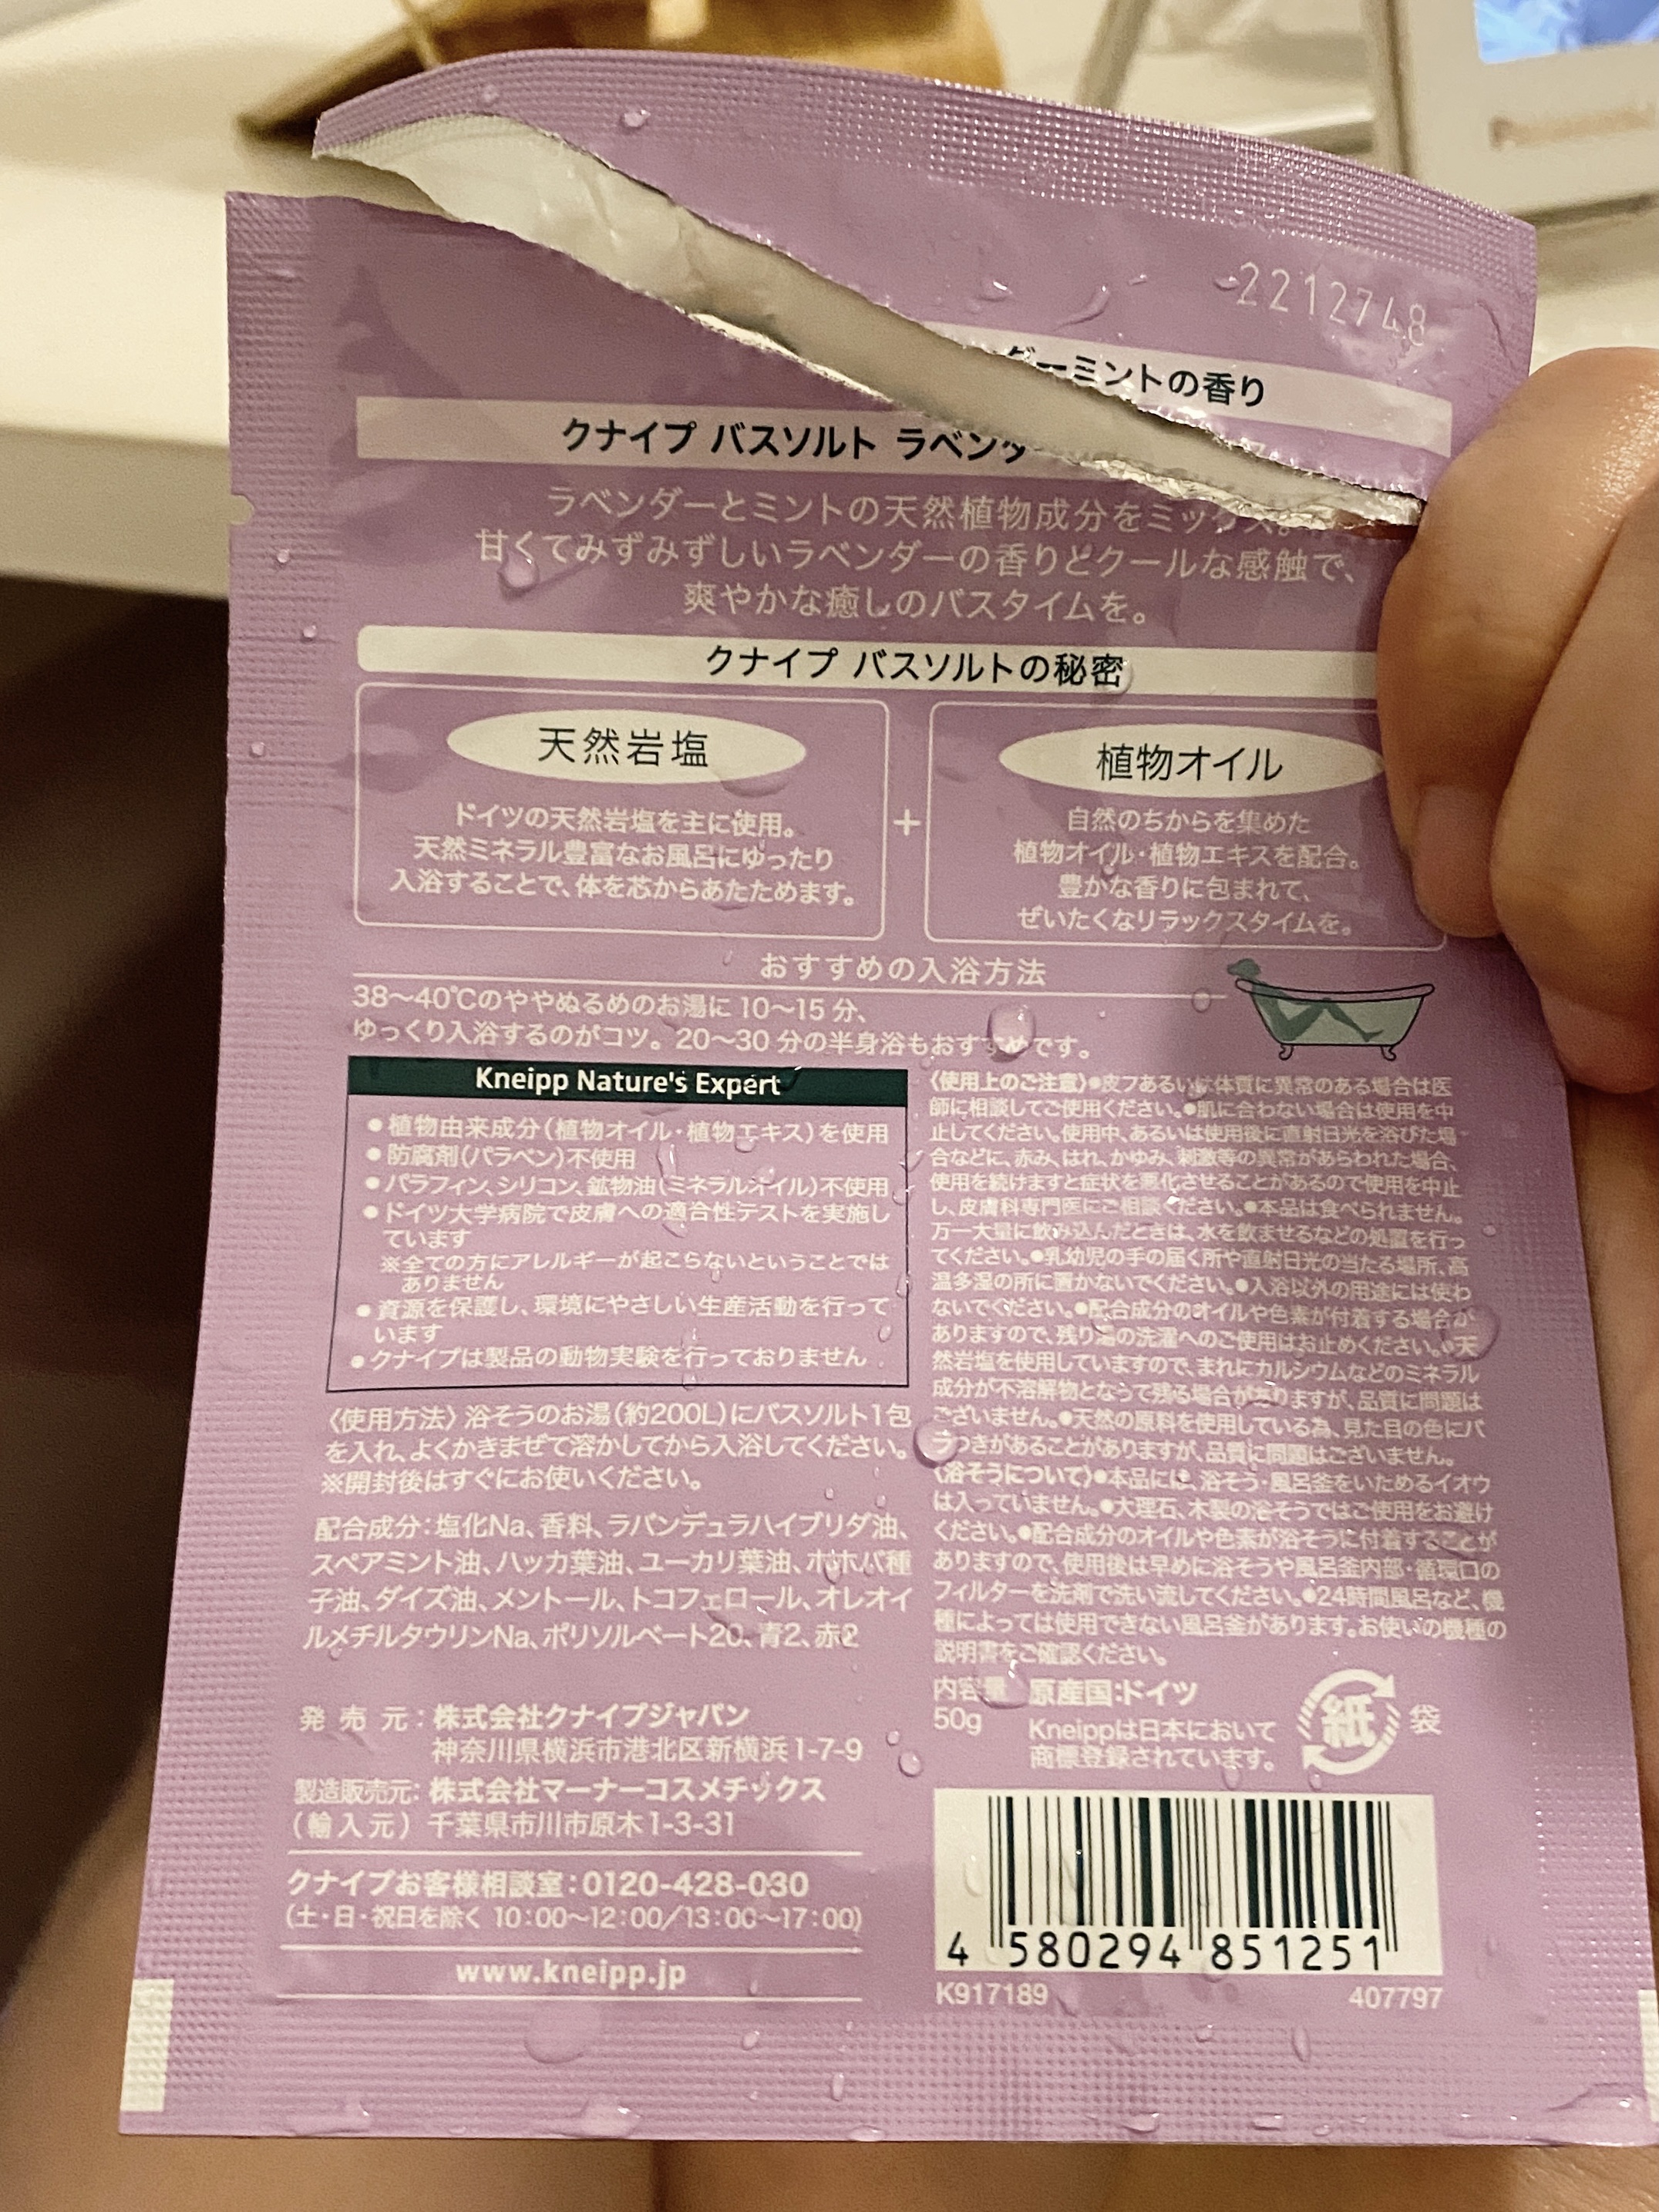 2212748
ダーミントの香り
クナイプ バスソルト ラベンダ
ラベンダーとミントの天然植物成分をミックス。
甘くてみずみずしいラベンダーの香りとクールな感触で、
爽やかな癒しのバスタイムを。
クナイプ バスソルトの秘密
天然岩塩
ドイツの天然岩塩を主に使用。
天然ミネラル豊富なお風呂にゆったり
入浴することで、体を芯からあたためます。
+
植物オイル
自然のちからを集めた
植物オイル・植物エキスを配合。
豊かな香りに包まれて、
ぜいたくなリラックスタイムを。
おすすめの入浴方法
38〜40℃のややぬるめのお湯に 10〜15 分、
ゆっくり入浴するのがコツ。20〜30 分の半身浴もおすすめです。
Kneipp Nature's Expert
●植物由来成分(植物オイル・植物エキス)を使用
●防腐剤(パラベン)不使用
●パラフィン、シリコン、鉱物油(ミネラルオイル)不使用
●ドイツ大学病院で皮膚への適合性テストを実施し
ています
※全ての方にアレルギーが起こらないということでは
ありません
●資源を保護し、環境にやさしい生産活動を行って
います
●クナイプは製品の動物実験を行っておりません
〈使用方法〉浴そうのお湯(約200L)にバスソルト1包
を入れ、よくかきまぜて溶かしてから入浴してください。
※開封後はすぐにお使いください。
配合成分:塩化Na、香料、ラバンデュラハイブリダ油、
スペアミント油、ハッカ葉油、ユーカリ葉油、ホホバ種
子油、ダイズ油、メントール、トコフェロール、オレオイ
ルメチルタウリンNa、ポリソルベート20、青2、赤2
発売元:株式会社クナイプジャパン
神奈川県横浜市港北区新横浜1-7-9
製造販売元:株式会社マーナーコスメチックス
(輸入元)千葉県市川市原木1-3-31
クナイプお客様相談室:0120-428-030
(土・日・祝日を除く 10:00〜12:00/13:00〜17:00)
www.kneipp.jp
〈使用上のご注意〉●皮フあるいは体質に異常のある場合は医
師に相談してご使用ください。●肌に合わない場合は使用を中
止してください。使用中、あるいは使用後に直射日光を浴びた場
合などに、赤み、はれ、かゆみ、刺激等の異常があらわれた場合、
使用を続けますと症状を悪化させることがあるので使用を中止
し、皮膚科専門医にご相談ください。●本品は食べられません。
万一大量に飲み込んだときは、水を飲ませるなどの処置を行っ
てください。●乳幼児の手の届く所や直射日光の当たる場所、高
温多湿の所に置かないでください。●入浴以外の用途には使わ
ないでください。●配合成分のオイルや色素が付着する場合が
ありますので、残り湯の洗濯へのご使用はお止めください。●天
然岩塩を使用していますので、まれにカルシウムなどのミネラル
成分が不溶解物となって残る場合がありますが、品質に問題は
ございません。●天然の原料を使用している為、見た目の色にバ
ラつきがあることがありますが、品質に問題はございません。
〈浴そうについて〉●本品には、浴そう・風呂釜をいためるイオウ
は入っていません。●大理石、木製の浴そうではご使用をお避け
ください。●配合成分のオイルや色素が浴そうに付着することが
ありますので、使用後は早めに浴そうや風呂釜内部・循環口の
フィルターを洗剤で洗い流してください。●24時間風呂など、機
種によっては使用できない風呂釜があります。お使いの機種の
説明書をご確認ください。
内容量
50g
原産国:ドイツ
Kneippは日本において
商標登録されています。
紙
袋
4 580294 851251
K917189
407797